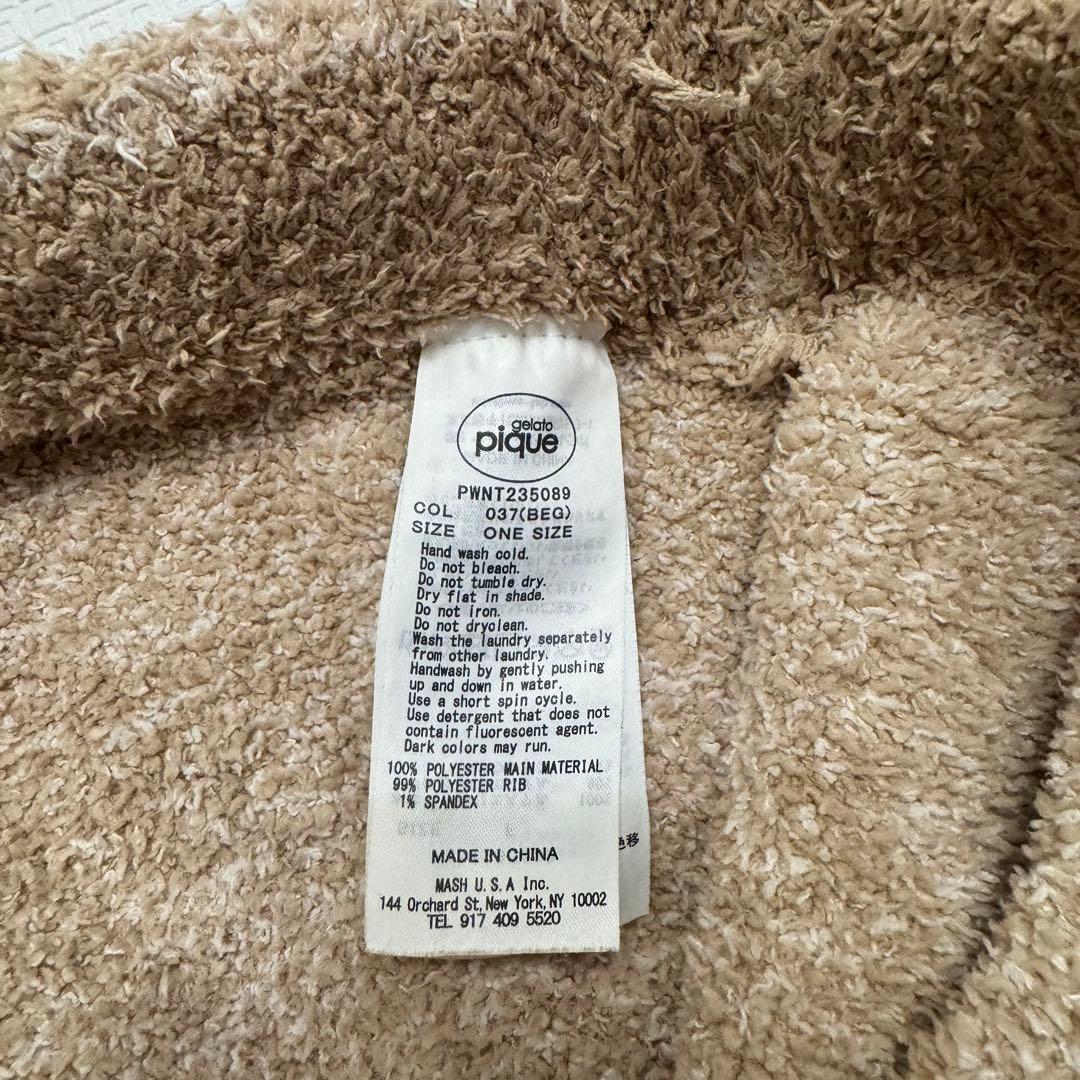 gelato
pique
PWNT235089
COL 037(BEG)
SIZE ONE SIZE
Hand wash cold.
Do not bleach.
Do not tumble dry.
Dry flat in shade.
Do not iron.
Do not dryclean.
Wash the laundry separately
from other laundry.
Handwash by gently pushing
up and down in water.
Use a short spin cycle.
Use detergent that does not
contain fluorescent agent.
Dark colors may run.
100% POLYESTER MAIN MATERIAL
99% POLYESTER RIB
1% SPANDEX
色移
MADE IN CHINA
MASH U.S.A Inc.
144 Orchard St, New York, NY 10002
TEL 917 409 5520